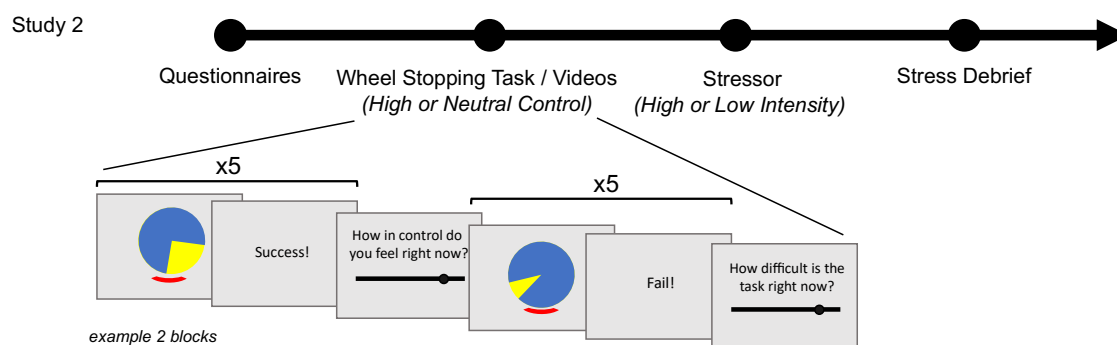 Study 2
Questionnaires
Wheel Stopping Task / Videos
(High or Neutral Control)
Stressor
(High or Low Intensity)
Stress Debrief
x5
x5
Success!
How in control do
you feel right now?
Fail!
How difficult is the
task right now?
example 2 blocks